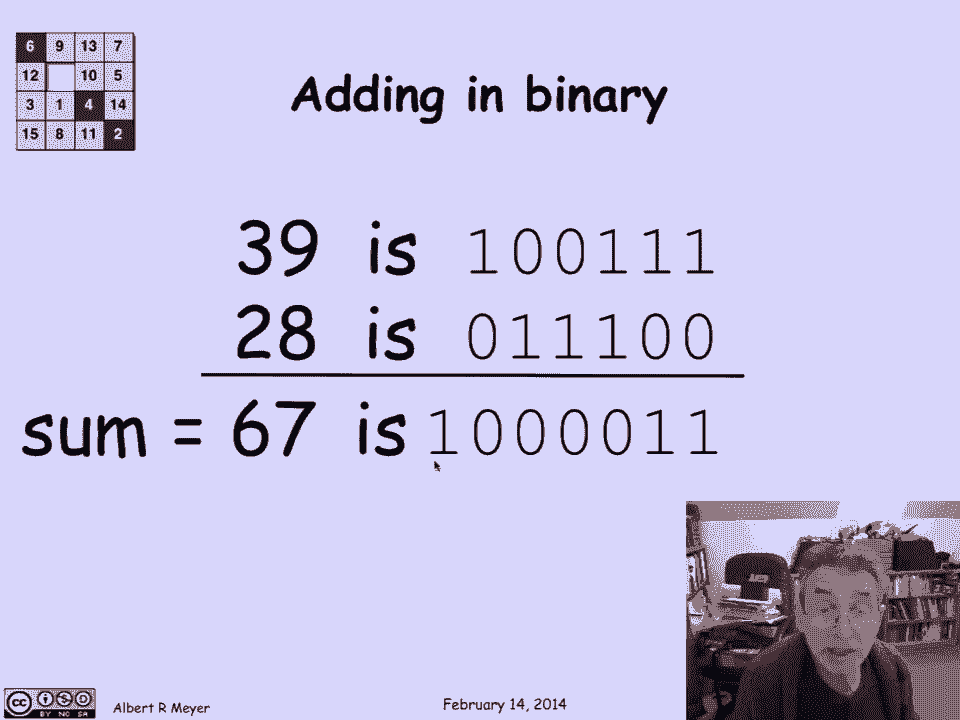 6 9 13 7
12 10 5
3 1 4 14
15 8 11 2
Adding in binary
39 is 100111
28 is 011100
sum = 67 is 1000011
cc BY NC SA
Albert R Meyer
February 14, 2014